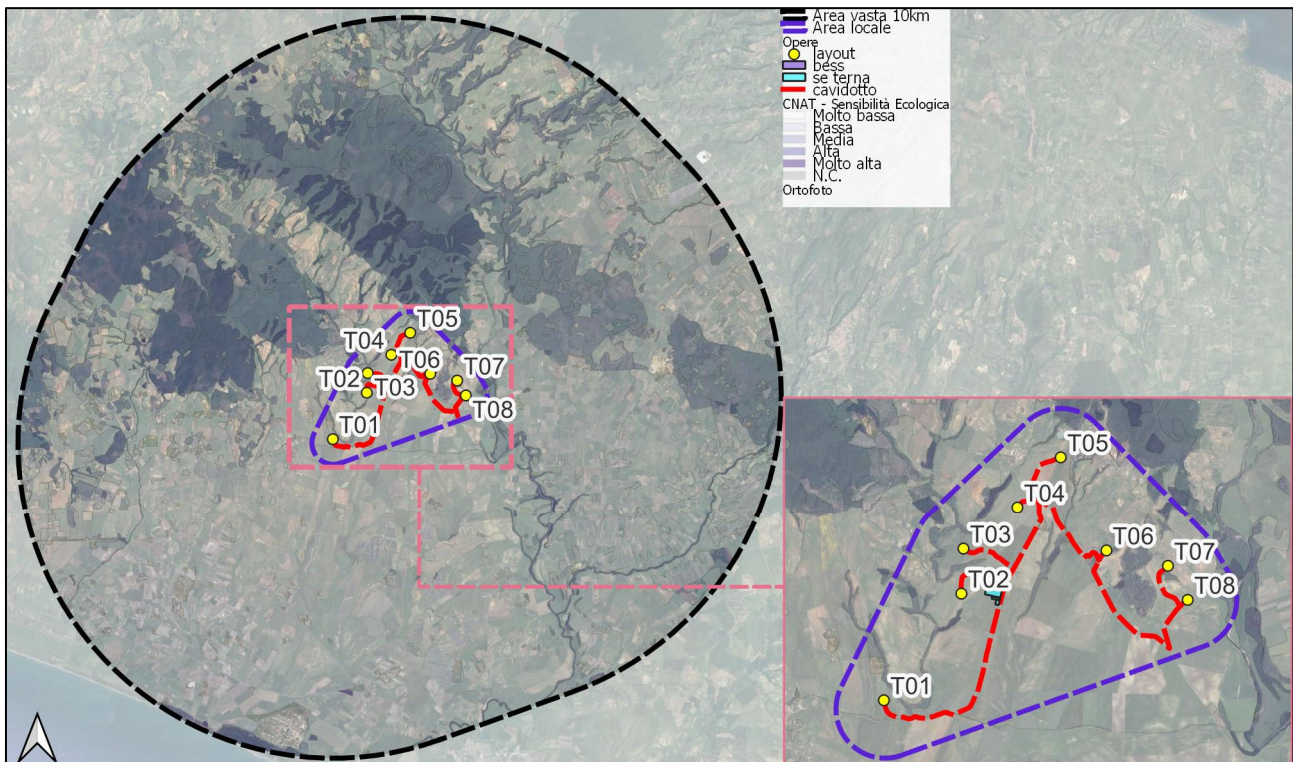 Area vasta 10km
Area locale
Opere
layout
bess
se terna
cavidotto
CNAT - Sensibilità Ecologica
Molto bassa
Bassa
Media
Alta
Molto alta
N.C.
Ortofoto
T05
T04
T06
T07
T02
T03
T08
T01
T05
T04
T03
T06
T07
T02
T08
T01